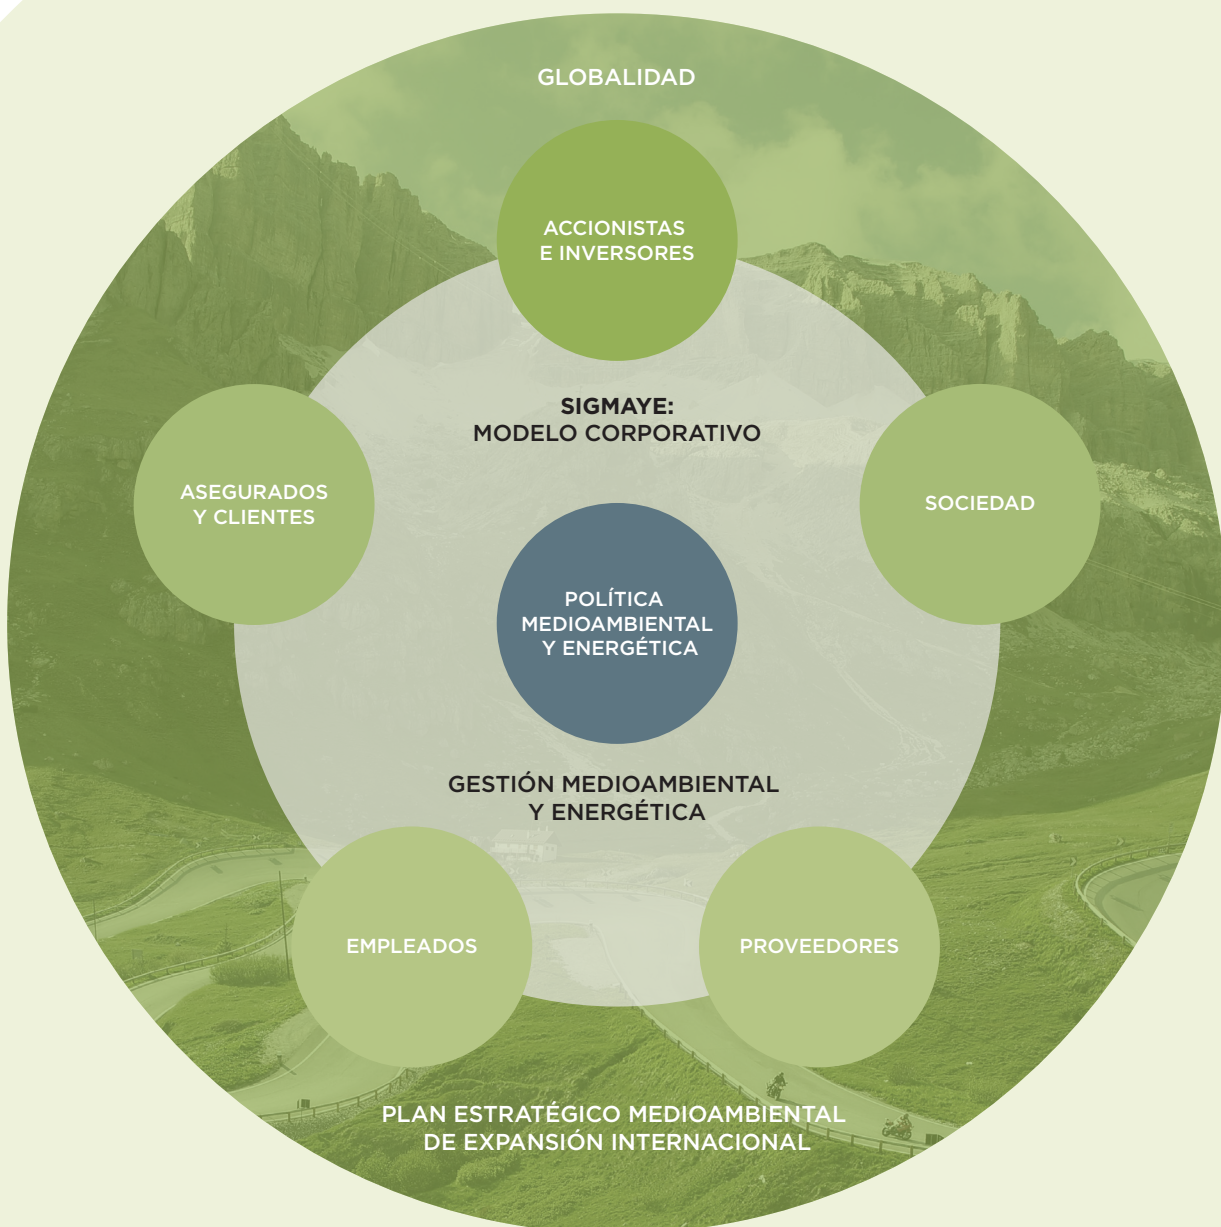 GLOBALIDAD
ACCIONISTAS
E INVERSORES
SIGMAYE:
MODELO CORPORATIVO
ASEGURADOS
Y CLIENTES
SOCIEDAD
POLÍTICA
MEDIOAMBIENTAL
Y ENERGÉTICA
GESTIÓN MEDIOAMBIENTAL
Y ENERGÉTICA
EMPLEADOS
PROVEEDORES
PLAN ESTRATÉGICO MEDIOAMBIENTAL
DE EXPANSIÓN INTERNACIONAL